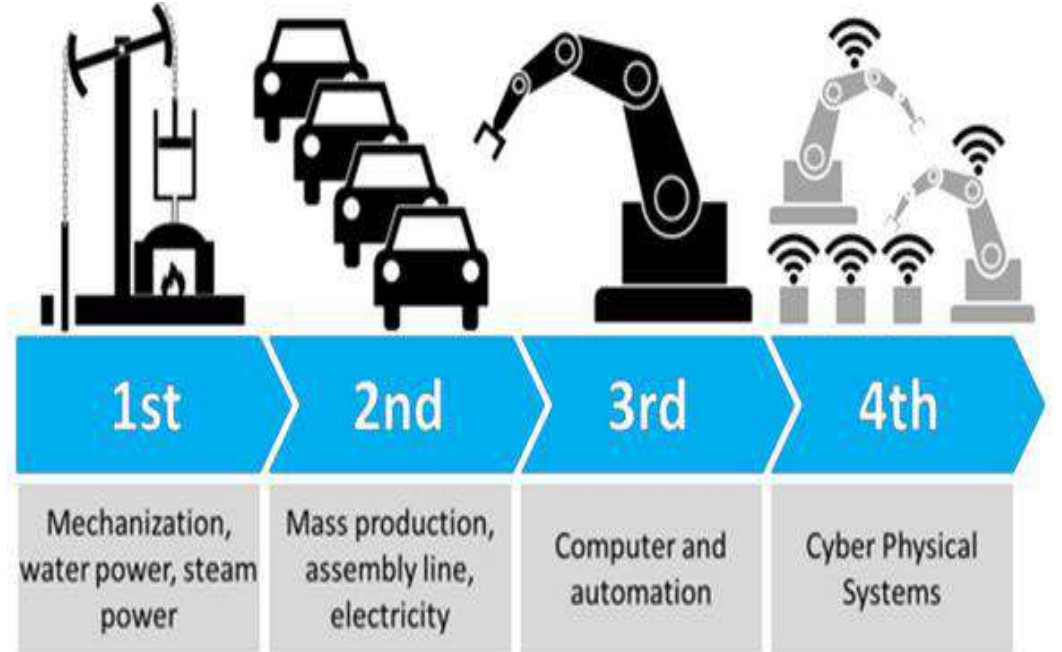 1st
2nd
3rd
4th
Mechanization,
water power, steam
power
Mass production,
assembly line,
electricity
Computer and
automation
Cyber Physical
Systems